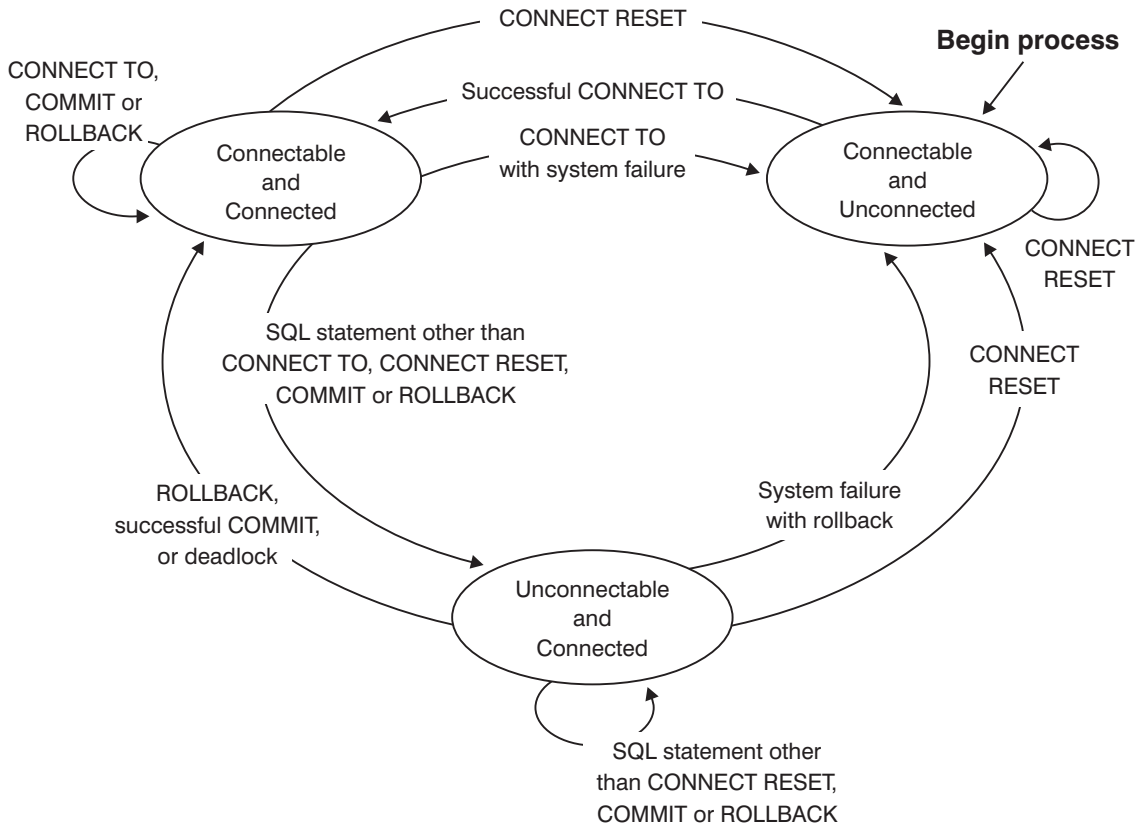 CONNECT RESET
Begin process
CONNECT TO,
COMMIT or
ROLLBACK
Successful CONNECT TO
CONNECT TO
with system failure
Connectable
and
Connected
Connectable
and
Unconnected
CONNECT
RESET
SQL statement other than
CONNECT TO, CONNECT RESET,
COMMIT or ROLLBACK
CONNECT
RESET
ROLLBACK,
successful COMMIT,
or deadlock
System failure
with rollback
Unconnectable
and
Connected
SQL statement other
than CONNECT RESET,
COMMIT or ROLLBACK